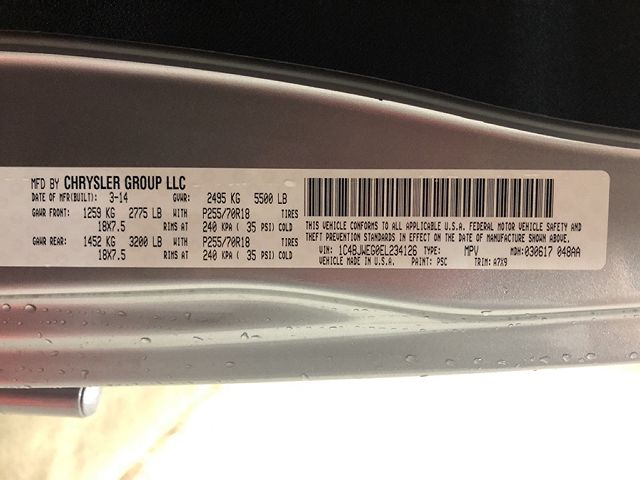 MFD BY CHRYSLER GROUP LLC
DATE OF MFR(BUILT): 3-14 GVWR: 2495 KG 5500 LB
GAWR FRONT: 1259 KG 2775 LB WITH P255/70R18 TIRES
18X7.5 RIMS AT 240 KPA ( 35 PSI) COLD
GAWR REAR: 1452 KG 3200 LB WITH P255/70R18 TIRES
18X7.5 RIMS AT 240 KPA ( 35 PSI) COLD
THIS VEHICLE CONFORMS TO ALL APPLICABLE U.S.A. FEDERAL MOTOR VEHICLE SAFETY AND
THEFT PREVENTION STANDARDS IN EFFECT ON THE DATE OF MANUFACTURE SHOWN ABOVE.
VIN: 1C4BJWEG0EL234126 TYPE: MPV MDH:030617 048AA
VEHICLE MADE IN U.S.A. PAINT: PSC TRIM: A7X9